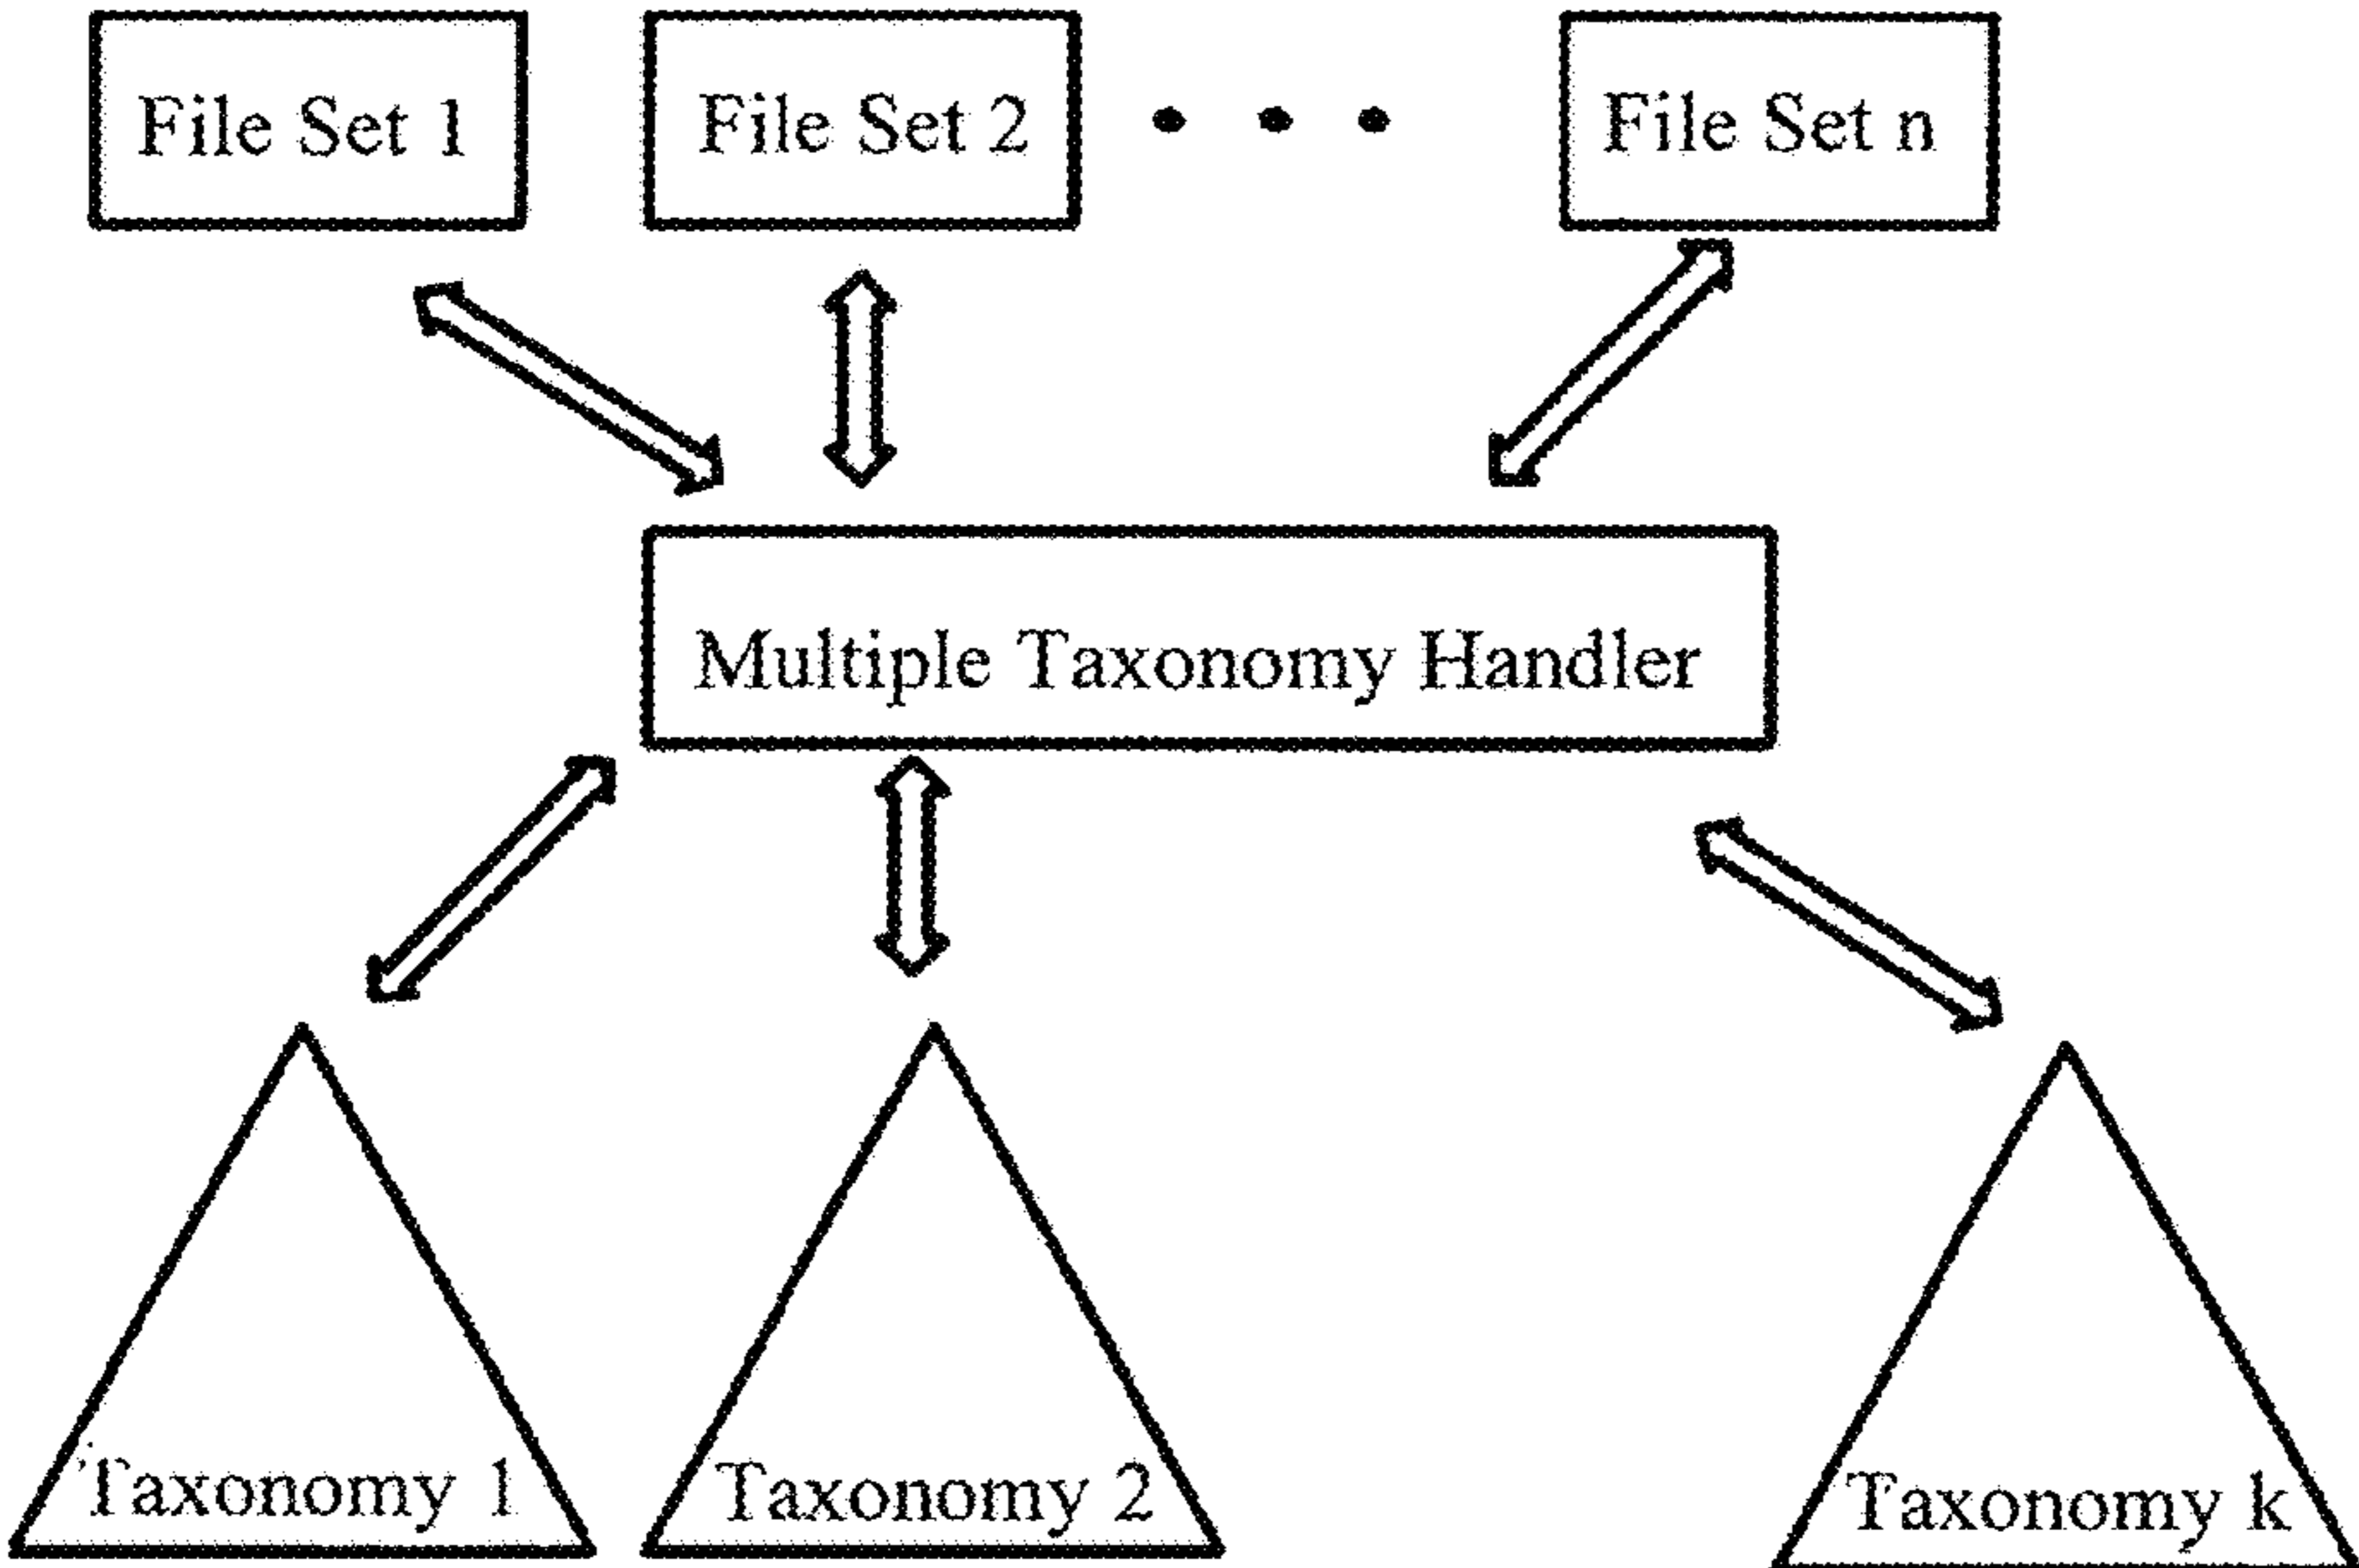 File Set 1
File Set 2
• • •
File Set n
Multiple Taxonomy Handler
Taxonomy 1
Taxonomy 2
Taxonomy k